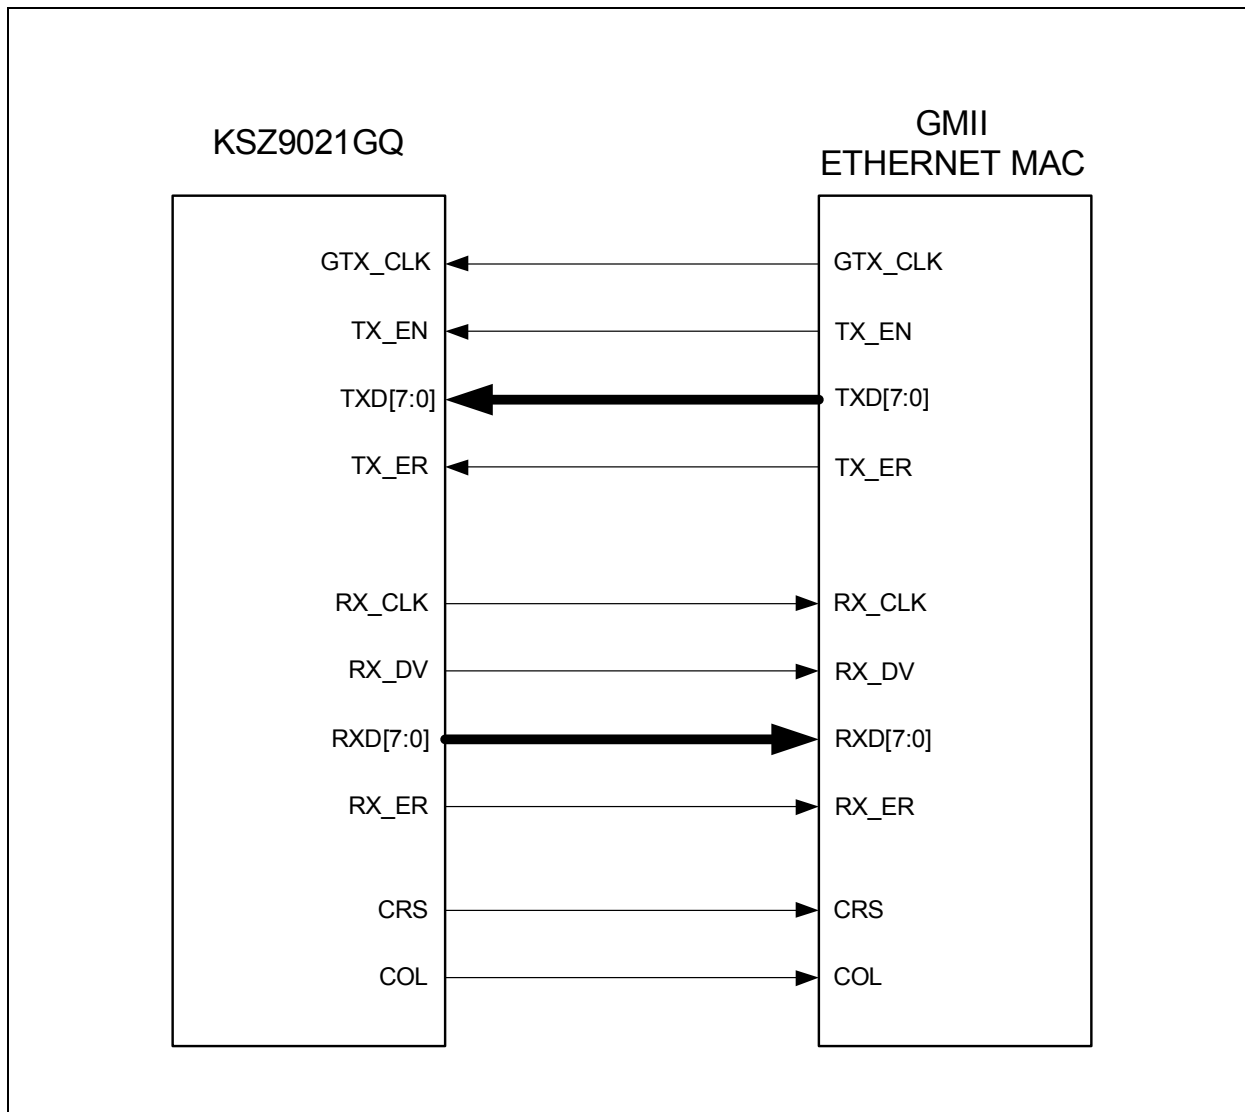 KSZ9021GQ
GMII
ETHERNET MAC
GTX_CLK GTX_CLK
TX_EN TX_EN
TXD[7:0] TXD[7:0]
TX_ER TX_ER
RX_CLK RX_CLK
RX_DV RX_DV
RXD[7:0] RXD[7:0]
RX_ER RX_ER
CRS CRS
COL COL